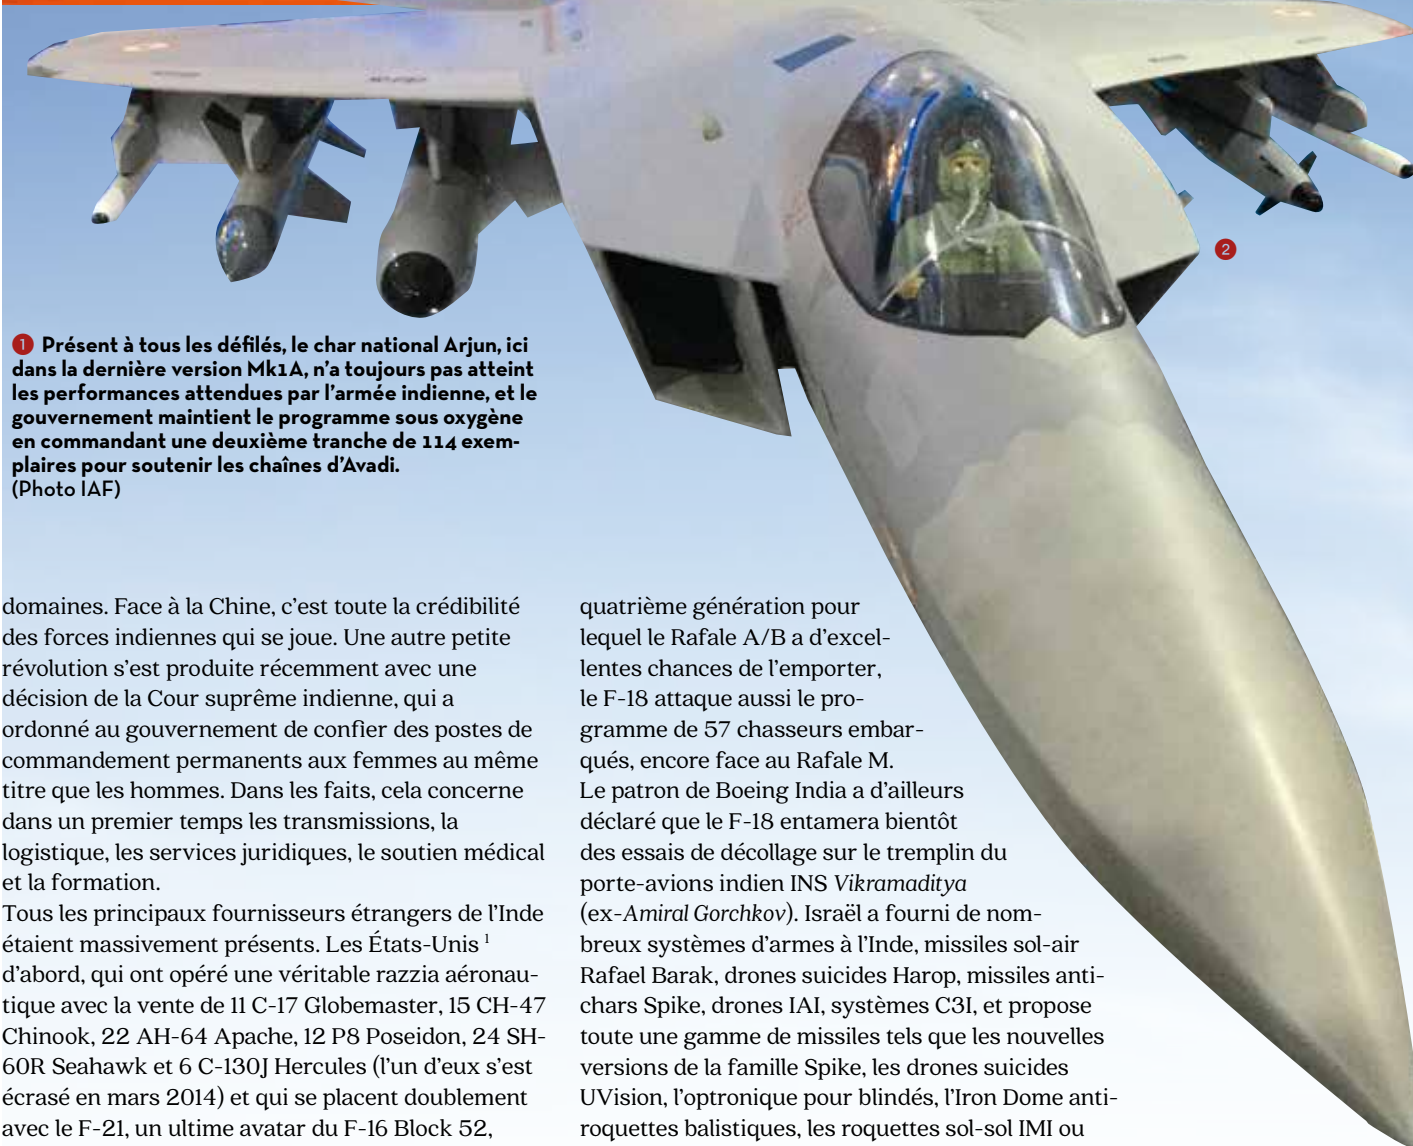 2
1 Présent à tous les défilés, le char national Arjun, ici
dans la dernière version Mk1A, n’a toujours pas atteint
les performances attendues par l’armée indienne, et le
gouvernement maintient le programme sous oxygène
en commandant une deuxième tranche de 114 exem-
plaires pour soutenir les chaînes d’Avadi.
(Photo IAF)
domaines. Face à la Chine, c’est toute la crédibilité
des forces indiennes qui se joue. Une autre petite
révolution s’est produite récemment avec une
décision de la Cour suprême indienne, qui a
ordonné au gouvernement de confier des postes de
commandement permanents aux femmes au même
titre que les hommes. Dans les faits, cela concerne
dans un premier temps les transmissions, la
logistique, les services juridiques, le soutien médical
et la formation.
Tous les principaux fournisseurs étrangers de l’Inde
étaient massivement présents. Les États-Unis 1
d’abord, qui ont opéré une véritable razzia aéronau-
tique avec la vente de 11 C-17 Globemaster, 15 CH-47
Chinook, 22 AH-64 Apache, 12 P8 Poseidon, 24 SH-
60R Seahawk et 6 C-130J Hercules (l’un d’eux s’est
écrasé en mars 2014) et qui se placent doublement
avec le F-21, un ultime avatar du F-16 Block 52,
quatrième génération pour
lequel le Rafale A/B a d’excel-
lentes chances de l’emporter,
le F-18 attaque aussi le pro-
gramme de 57 chasseurs embar-
qués, encore face au Rafale M.
Le patron de Boeing India a d’ailleurs
déclaré que le F-18 entamera bientôt
des essais de décollage sur le tremplin du
porte-avions indien INS Vikramaditya
(ex-Amiral Gorchkov). Israël a fourni de nom-
breux systèmes d’armes à l’Inde, missiles sol-air
Rafael Barak, drones suicides Harop, missiles anti-
chars Spike, drones IAI, systèmes C3I, et propose
toute une gamme de missiles tels que les nouvelles
versions de la famille Spike, les drones suicides
UVision, l’optronique pour blindés, l’Iron Dome anti-
roquettes balistiques, les roquettes sol-sol IMI ou